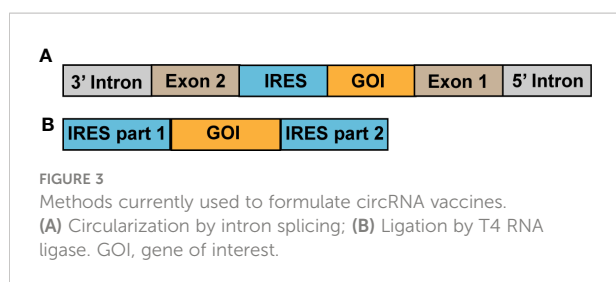 A
3’ Intron Exon 2 IRES GOI Exon 1 5’ Intron
B
IRES part 1 GOI IRES part 2
FIGURE 3
Methods currently used to formulate circRNA vaccines.
(A) Circularization by intron splicing; (B) Ligation by T4 RNA
ligase. GOI, gene of interest.